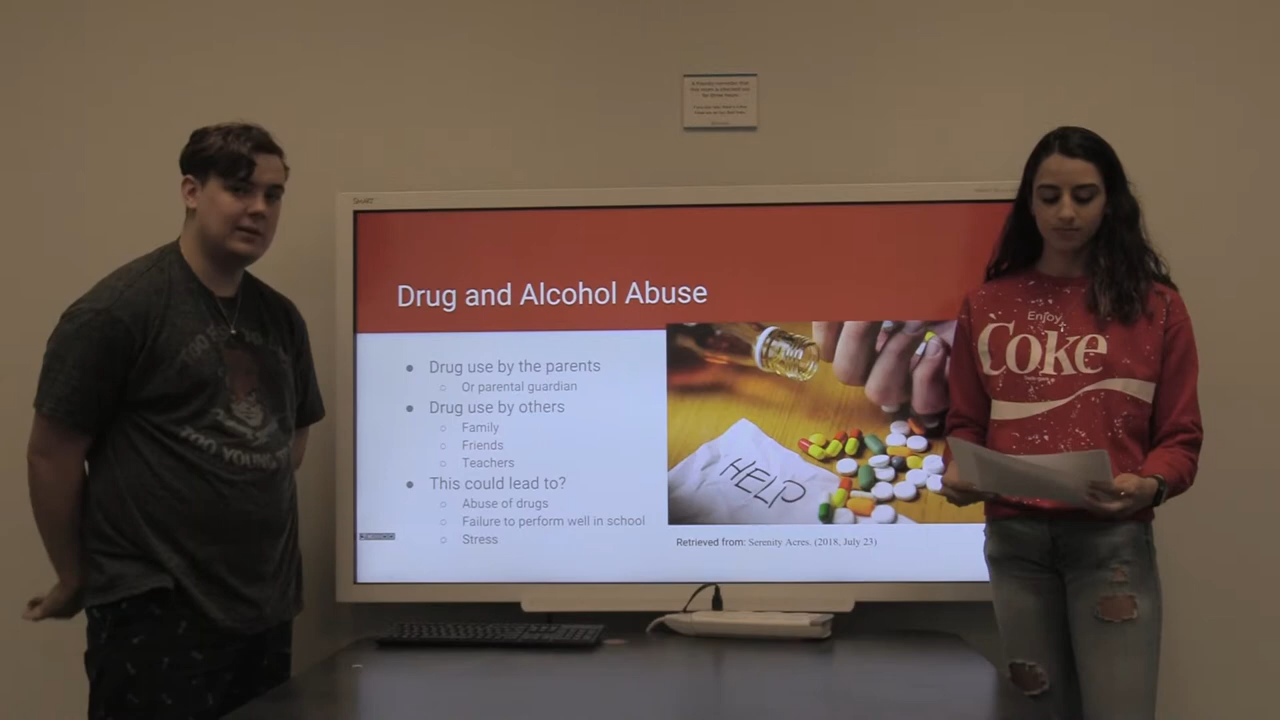 SMART
Drug and Alcohol Abuse
Drug use by the parents
Or parental guardian
Drug use by others
Family
Friends
Teachers
This could lead to?
Abuse of drugs
Failure to perform well in school
Stress
HELP
Retrieved from: Serenity Acres. (2018, July 23)
Enjoy
Coke
TOO YOUNG